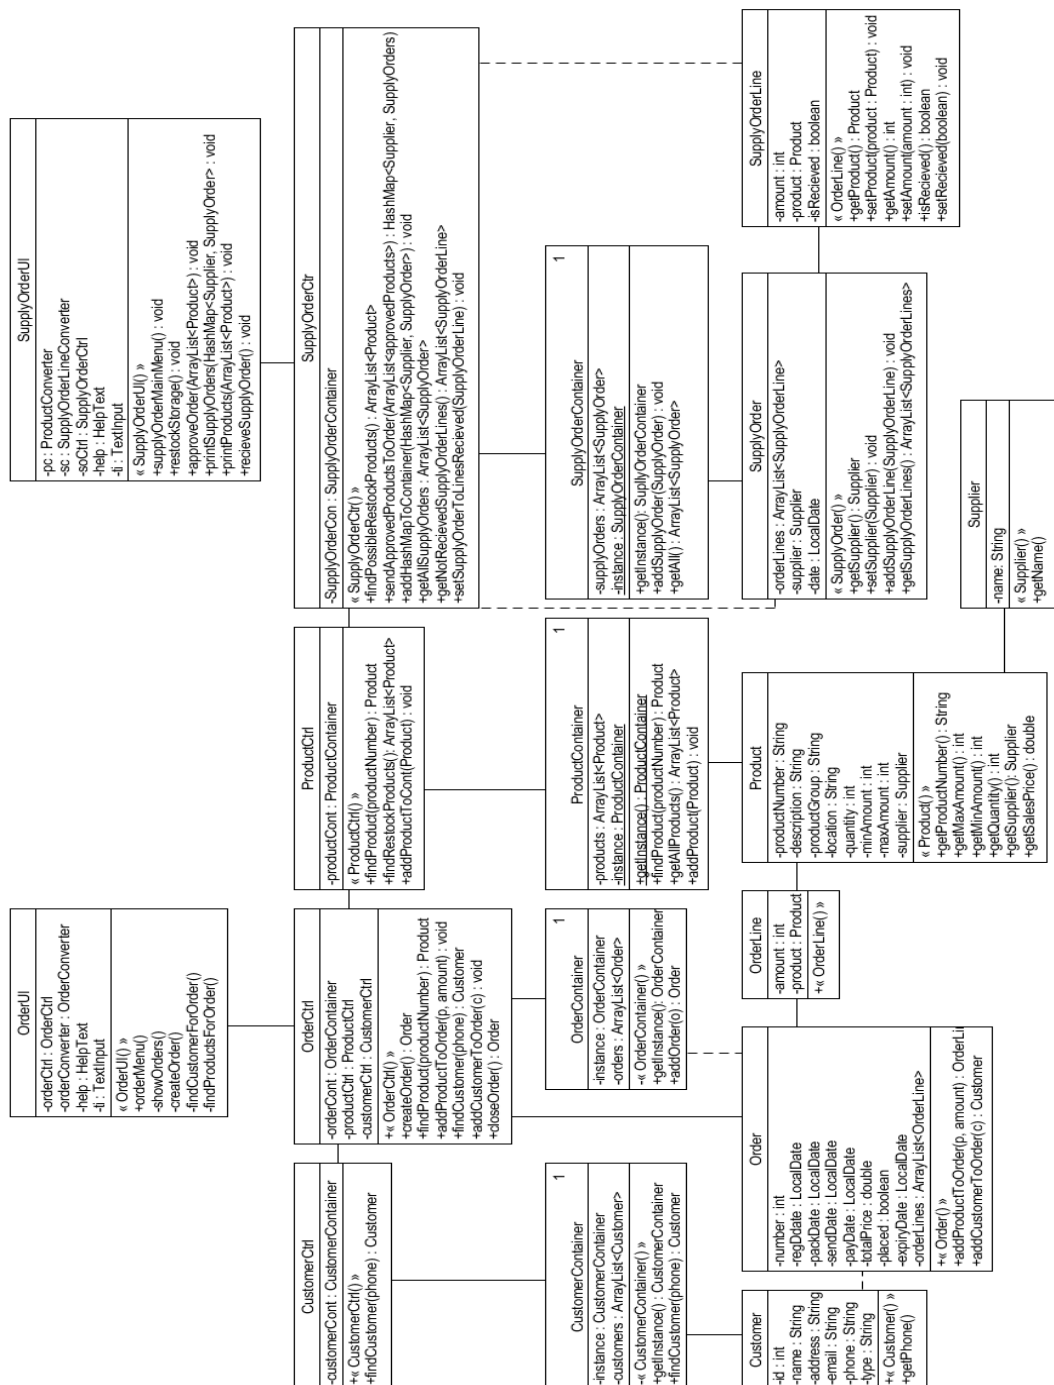 OrderUI
-orderCtrl : OrderCtrl
-orderConverter : OrderConverter
-help : HelpText
-ti : TextInput
« OrderUI() »
+orderMenu()
-showOrders()
-createOrder()
-findCustomerForOrder()
-findProductsForOrder()
SupplyOrderUI
-pc : ProductConverter
-sc : SupplyOrderLineConverter
-soCtrl : SupplyOrderCtrl
-help : HelpText
-ti : TextInput
« SupplyOrderUI() »
+supplyOrderMainMenu() : void
+restockStorage() : void
+approveOrder(ArrayList<Product>) : void
+printSupplyOrders(HashMap<Supplier, SupplyOrder> : void
+printProducts(ArrayList<Product>) : void
+recieveSupplyOrder() : void
CustomerCtrl
-customerCont : CustomerContainer
+« CustomerCtrl() »
+findCustomer(phone) : Customer
OrderCtrl
-orderCont : OrderContainer
-productCtrl : ProductCtrl
-customerCtrl : CustomerCtrl
+« OrderCtrl() »
+createOrder() : Order
+findProduct(productNumber) : Product
+addProductToOrder(p, amount) : void
+findCustomer(phone) : Customer
+addCustomerToOrder(c) : void
+closeOrder() : Order
ProductCtrl
-productCont : ProductContainer
« ProductCtrl() »
+findProduct(productNumber) : Product
+findRestockProducts(): ArrayList<Product>
+addProductToCont(Product) : void
SupplyOrderCtr
-SupplyOrderCon : SupplyOrderContainer
« SupplyOrderCtr() »
+findPossibleRestockProducts() : ArrayList<Product>
+sendApprovedProductsToOrder(ArrayList<approvedProducts>) : HashMap<Supplier, SupplyOrders)
+addHashMapToContainer(HashMap<Supplier, SupplyOrder>) : void
+getAllSupplyOrders : ArrayList<SupplyOrder>
+getNotRecievedSupplyOrderLines() : ArrayList<SupplyOrderLine>
+setSupplyOrderToLinesRecieved(SupplyOrderLine) : void
CustomerContainer 1
-instance : CustomerContainer
-customers : ArrayList<Customer>
-« CustomerContainer() »
+getInstance() : CustomerContainer
+findCustomer(phone) : Customer
OrderContainer 1
-instance : OrderContainer
-orders : ArrayList<Order>
-« OrderContainer() »
+getInstance(): OrderContainer
+addOrder(o) : Order
ProductContainer 1
-products : ArrayList<Product>
-instance : ProductContainer
+getInstance() : ProductContainer
+findProduct(productNumber) : Product
+getAllProducts() : ArrayList<Product>
+addProduct(Product) : void
SupplyOrderContainer 1
-supplyOrders : ArrayList<SupplyOrder>
-instance : SupplyOrderContainer
+getInstance(): SuplyOrderContainer
+addSupplyOrder(SupplyOrder) : void
+getAll() : ArrayList<SupplyOrder>
Customer
-id : int
-name : String
-address : String
-email : String
-phone : String
-type : String
+« Customer() »
+getPhone()
Order
-number : int
-regDdate : LocalDate
-packDate : LocalDate
-sendDate : LocalDate
-payDate : LocalDate
-totalPrice : double
-placed : boolean
-expiryDate : LocalDate
-orderLines : ArrayList<OrderLine>
+« Order() »
+addProductToOrder(p, amount) : OrderLi
+addCustomerToOrder(c) : Customer
OrderLine
-amount : int
-product : Product
+« OrderLine() »
Product
-productNumber : String
-description : String
-productGroup : String
-location : String
-quantity : int
-minAmount : int
-maxAmount : int
-supplier : Supplier
« Product() »
+getProductNumber() : String
+getMaxAmount() : int
+getMinAmount() : int
+getQuantity() : int
+getSupplier() : Supplier
+getSalesPrice() : double
SupplyOrder
-orderLines : ArrayList<SupplyOrderLine>
-supplier : Supplier
-date : LocalDate
« SupplyOrder() »
+getSupplier() : Supplier
+setSupplier(Supplier) : void
+addSupplyOrderLine(SupplyOrderLine) : void
+getSupplyOrderLines() : ArrayList<SupplyOrderLines>
SupplyOrderLine
-amount : int
-product : Product
-isRecieved : boolean
« OrderLine() »
+getProduct() : Product
+setProduct(product : Product) : void
+getAmount() : int
+setAmount(amount : int) : void
+isRecieved() : boolean
+setRecieved(boolean) : void
Supplier
-name: String
« Supplier() »
+getName()